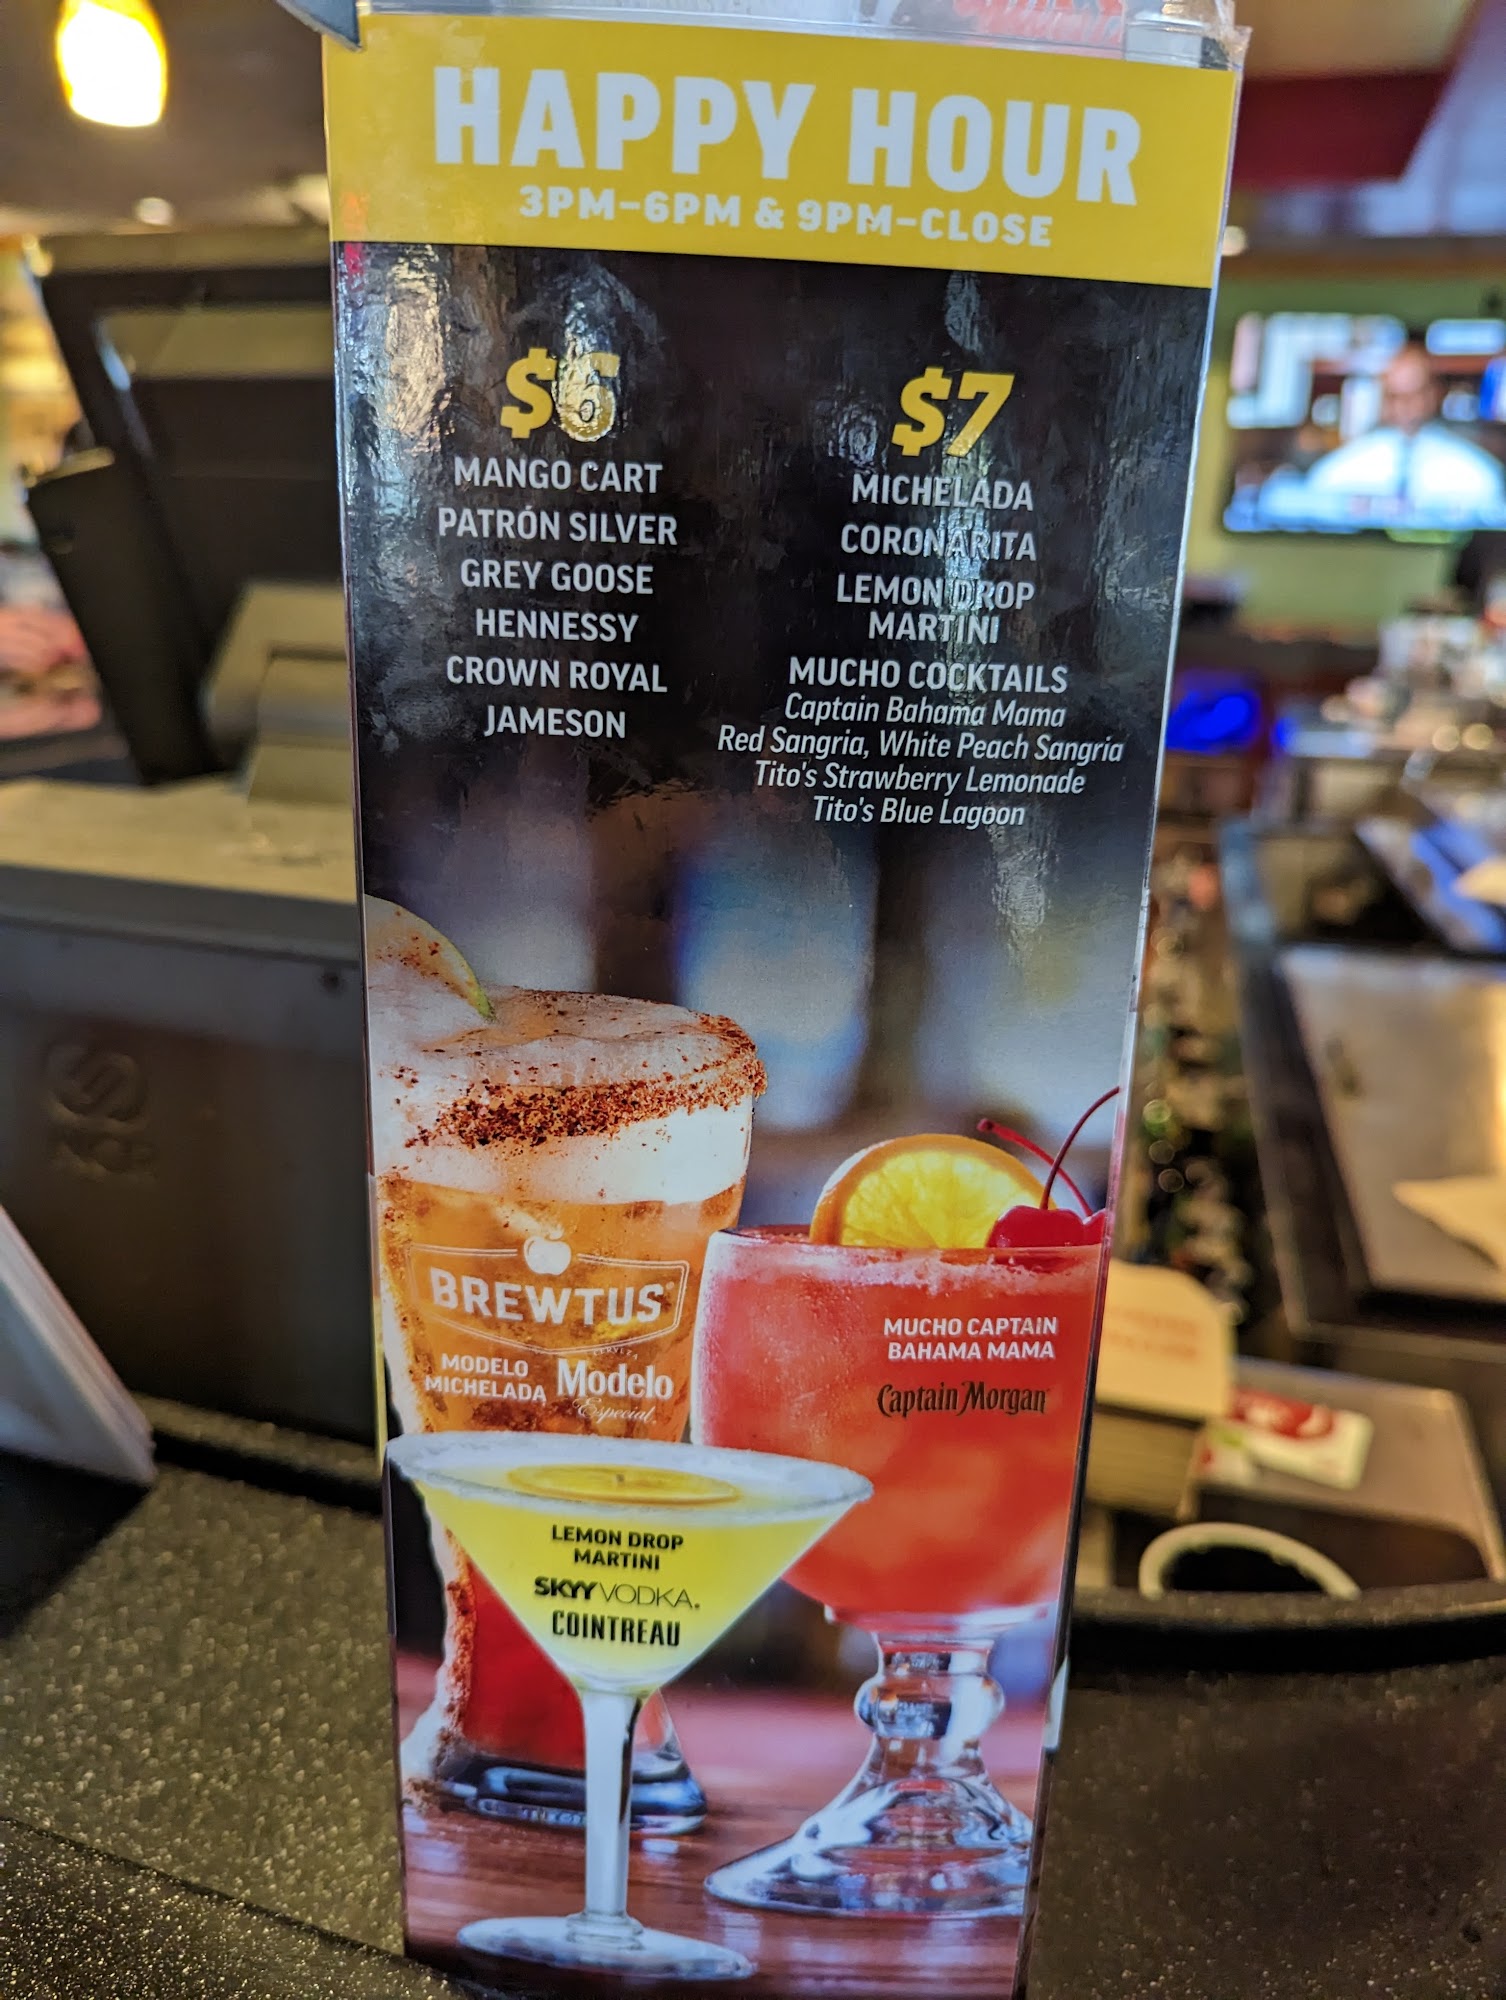 HAPPY HOUR
3PM-6PM & 9PM-CLOSE
$6
MANGO CART
PATRÓN SILVER
GREY GOOSE
HENNESSY
CROWN ROYAL
JAMESON
$7
MICHELADA
CORONARITA
LEMON DROP
MARTINI
MUCHO COCKTAILS
Captain Bahama Mama
Red Sangria, White Peach Sangria
Tito's Strawberry Lemonade
Tito's Blue Lagoon
BREWTUS
MODELO
MICHELADA
Modelo
Especial
MUCHO CAPTAIN
BAHAMA MAMA
Captain Morgan
LEMON DROP
MARTINI
SKYY VODKA.
COINTREAU
NCR